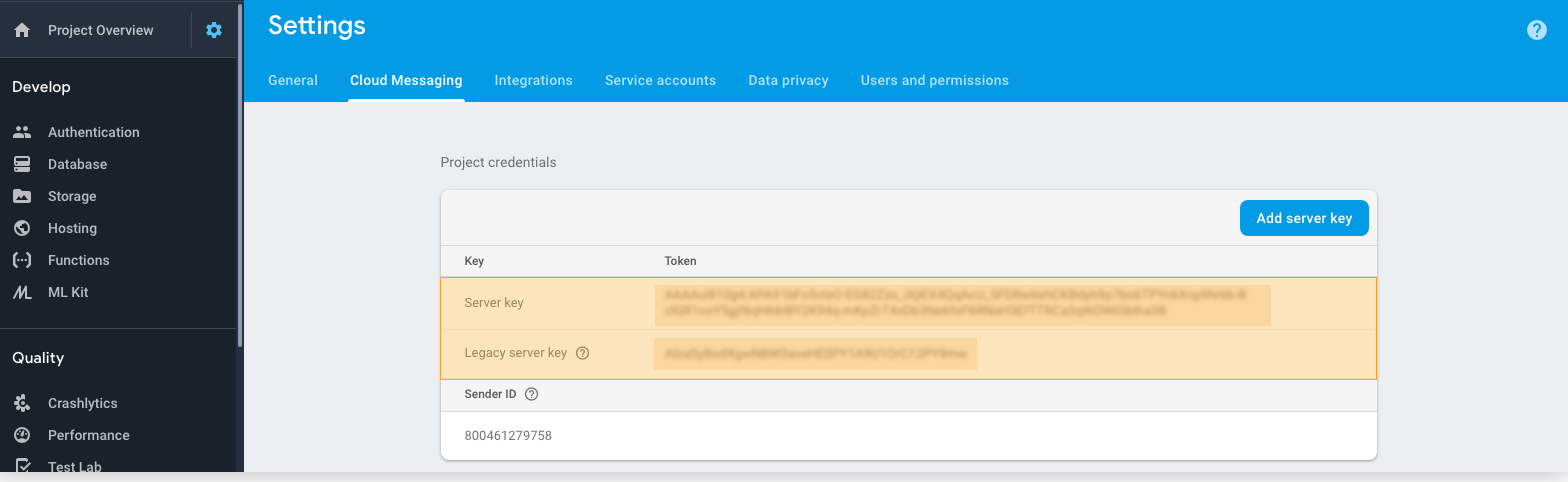 Project Overview
Develop
Authentication
Database
Storage
Hosting
Functions
ML Kit
Quality
Crashlytics
Performance
Test Lab
Settings
General Cloud Messaging Integrations Service accounts Data privacy Users and permissions
Project credentials
Add server key
Key Token
Server key
Legacy server key
Sender ID
800461279758